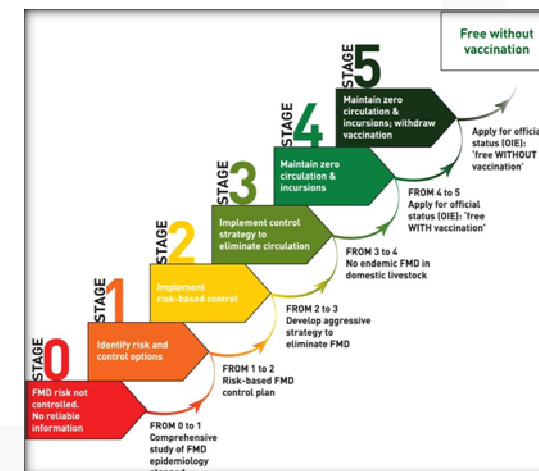 Free without
vaccination
STAGE 5
Maintain zero
circulation &
incursions; withdraw
vaccination
Apply for official
status (OIE):
'free WITHOUT
vaccination'
STAGE 4
Maintain zero
circulation &
incursions
FROM 4 to 5
Apply for official
status (OIE): 'free
WITH vaccination"
STAGE 3
Implement control
strategy to
eliminate circulation
FROM 3 to 4
No endemic FMD in
domestic livestock
STAGE 2
Implement
risk-based control
FROM 2 to 3
Develop aggressive
strategy to
eliminate FMD
STAGE 1
Identify risk and
control options
FROM 1 to 2
Risk-based FMD
control plan
STAGE 0
FMD risk not
controlled.
No reliable
information
FROM 0 to 1
Comprehensive
study of FMD
epidemiology